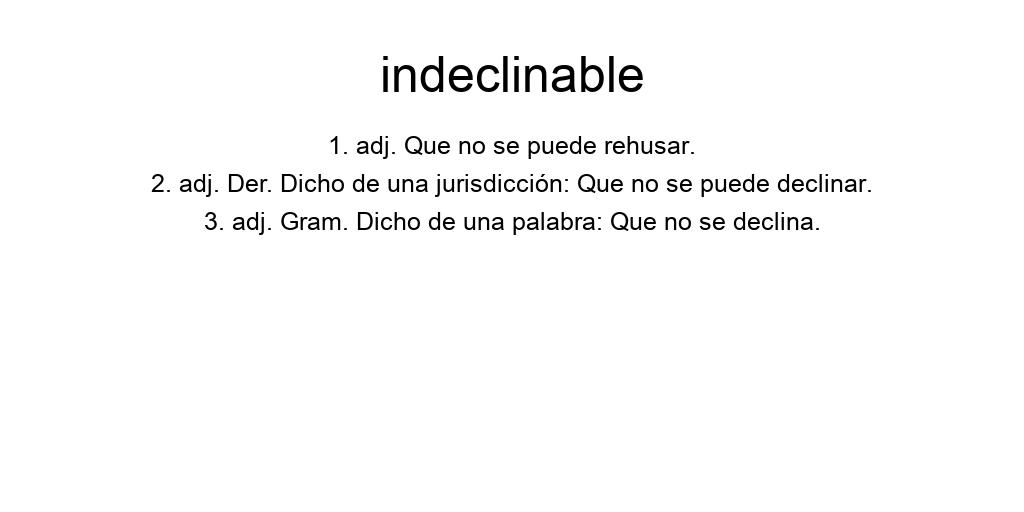 indeclinable
1. adj. Que no se puede rehusar.
2. adj. Der. Dicho de una jurisdicción: Que no se puede declinar.
3. adj. Gram. Dicho de una palabra: Que no se declina.